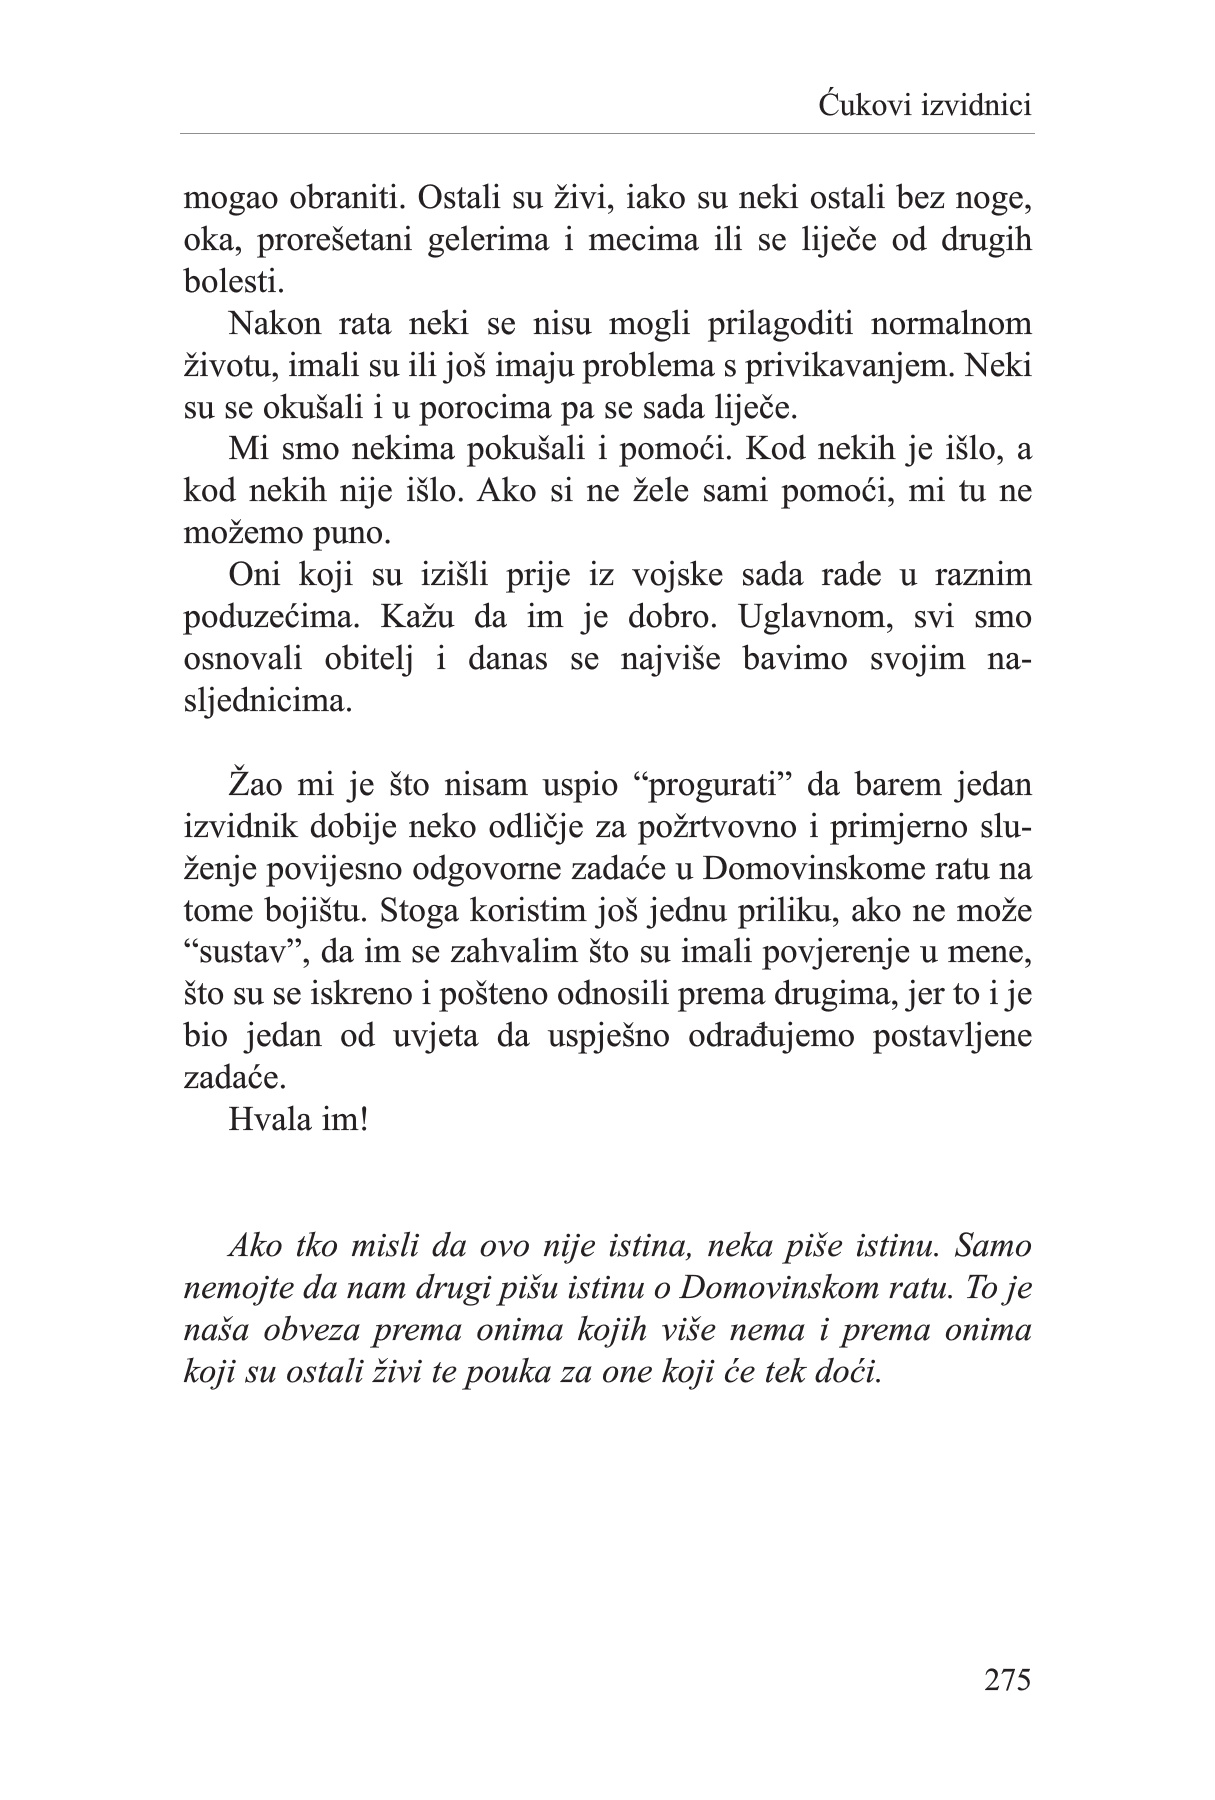 Ćukovi izvidnici
mogao obraniti. Ostali su živi, iako su neki ostali bez noge,
oka, prorešetani gelerima i mecima ili se liječe od drugih
bolesti.
Nakon rata neki se nisu mogli prilagoditi normalnom
životu, imali su ili još imaju problema s privikavanjem. Neki
su se okušali i u porocima pa se sada liječe.
Mi smo nekima pokušali i pomoći. Kod nekih je išlo, a
kod nekih nije išlo. Ako si ne žele sami pomoći, mi tu ne
možemo puno.
Oni koji su izišli prije iz vojske sada rade u raznim
poduzećima. Kažu da im je dobro. Uglavnom, svi smo
osnovali obitelj i danas se najviše bavimo svojim na-
sljednicima.
Žao mi je što nisam uspio “progurati” da barem jedan
izvidnik dobije neko odličje za požrtvovno i primjerno slu-
ženje povijesno odgovorne zadaće u Domovinskome ratu na
tome bojištu. Stoga koristim još jednu priliku, ako ne može
“sustav”, da im se zahvalim što su imali povjerenje u mene,
što su se iskreno i pošteno odnosili prema drugima, jer to i je
bio jedan od uvjeta da uspješno odrađujemo postavljene
zadaće.
Hvala im!
Ako tko misli da ovo nije istina, neka piše istinu. Samo
nemojte da nam drugi pišu istinu o Domovinskom ratu. To je
naša obveza prema onima kojih više nema i prema onima
koji su ostali živi te pouka za one koji će tek doći.
275